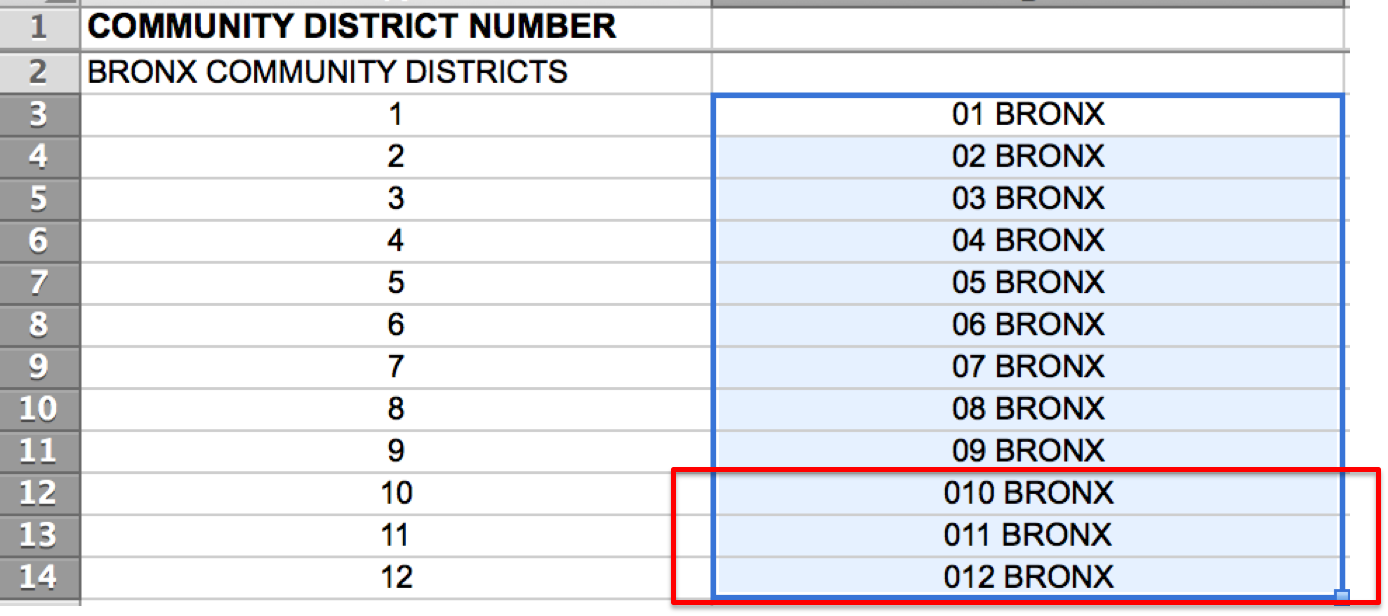 1 COMMUNITY DISTRICT NUMBER
2 BRONX COMMUNITY DISTRICTS
3 1 01 BRONX
4 2 02 BRONX
5 3 03 BRONX
6 4 04 BRONX
7 5 05 BRONX
8 6 06 BRONX
9 7 07 BRONX
10 8 08 BRONX
11 9 09 BRONX
12 10 010 BRONX
13 11 011 BRONX
14 12 012 BRONX